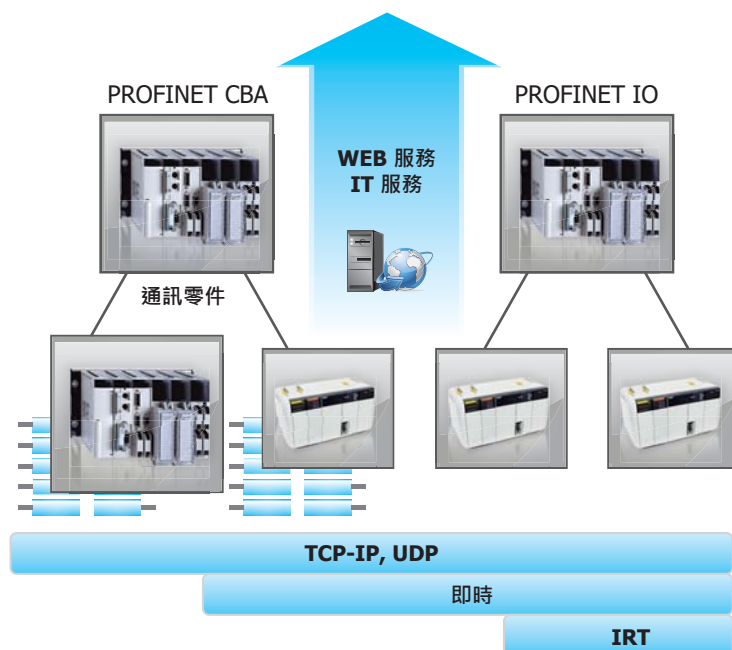 PROFINET CBA
PROFINET IO
WEB 服務
IT 服務
通訊零件
TCP-IP, UDP
即時
IRT